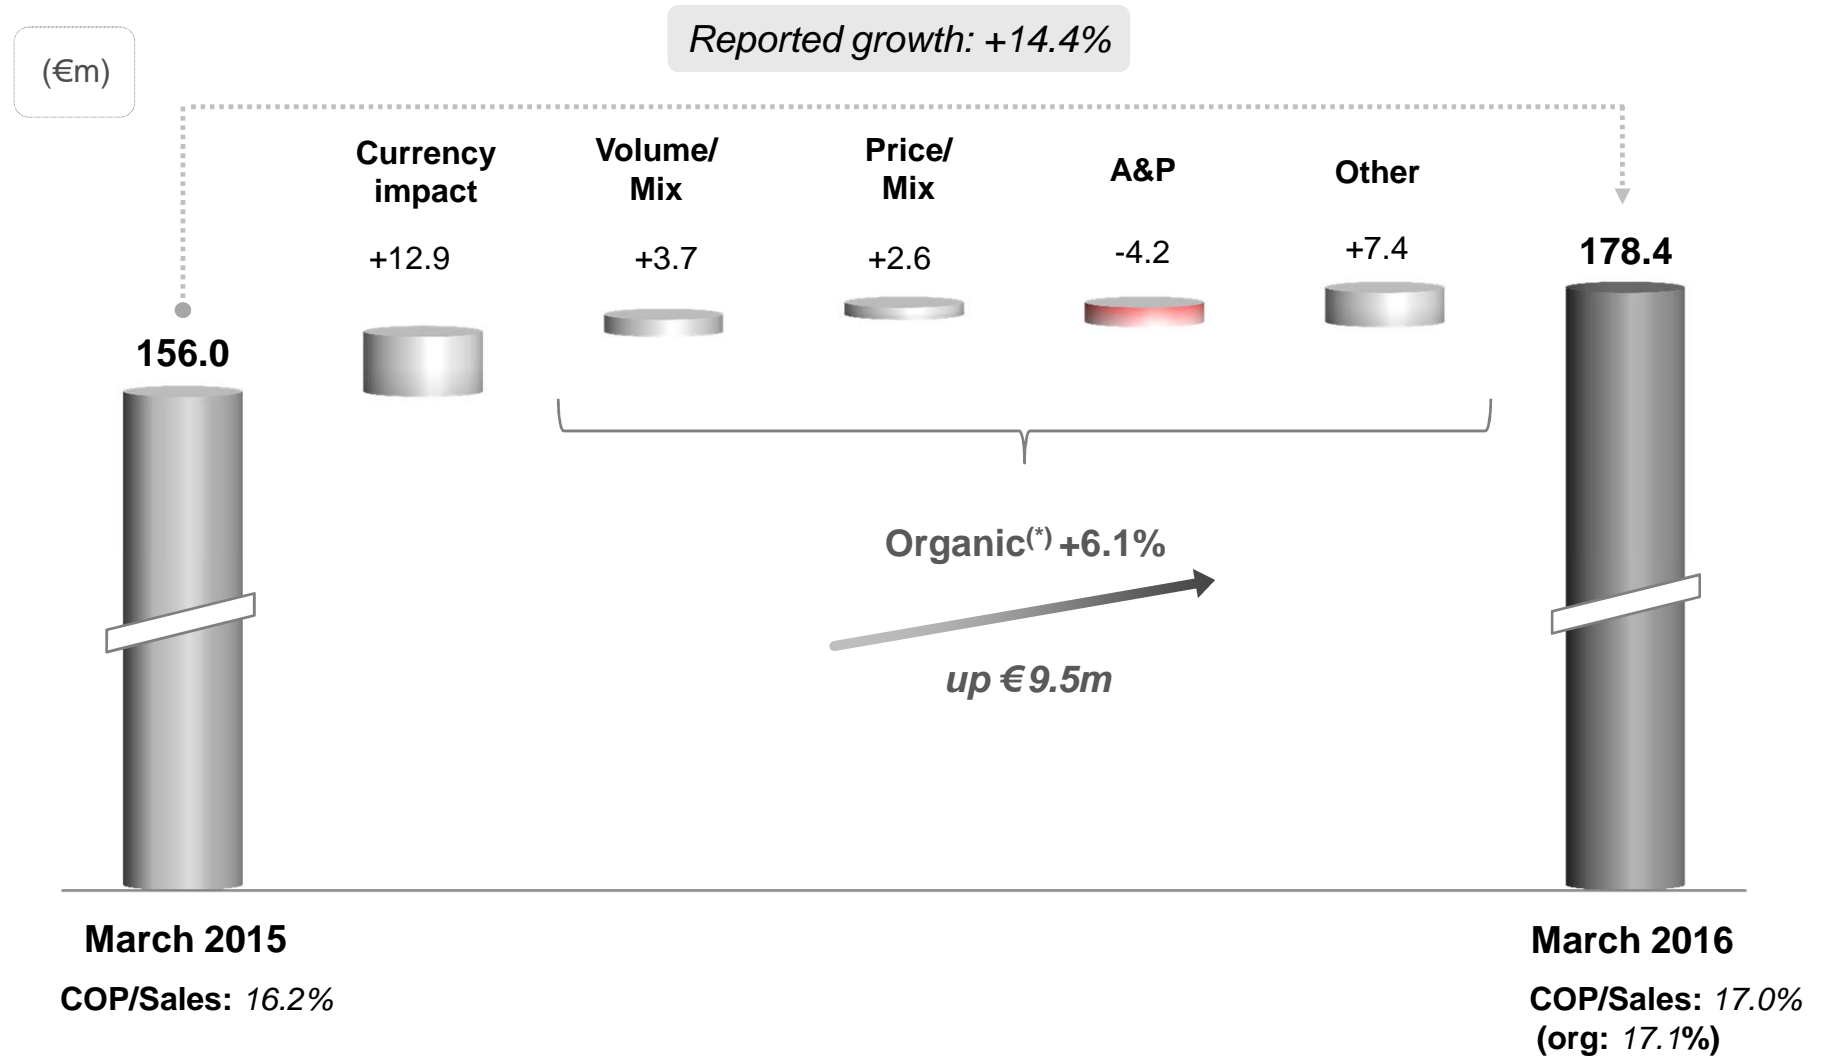 Reported growth: +14.4%
(€m)
Currency
impact
Volume/
Mix
Price/
Mix
A&P
Other
+12.9
+3.7
+2.6
-4.2
+7.4
178.4
156.0
Organic(*) +6.1%
up €9.5m
March 2015
March 2016
COP/Sales: 16.2%
COP/Sales: 17.0%
(org: 17.1%)